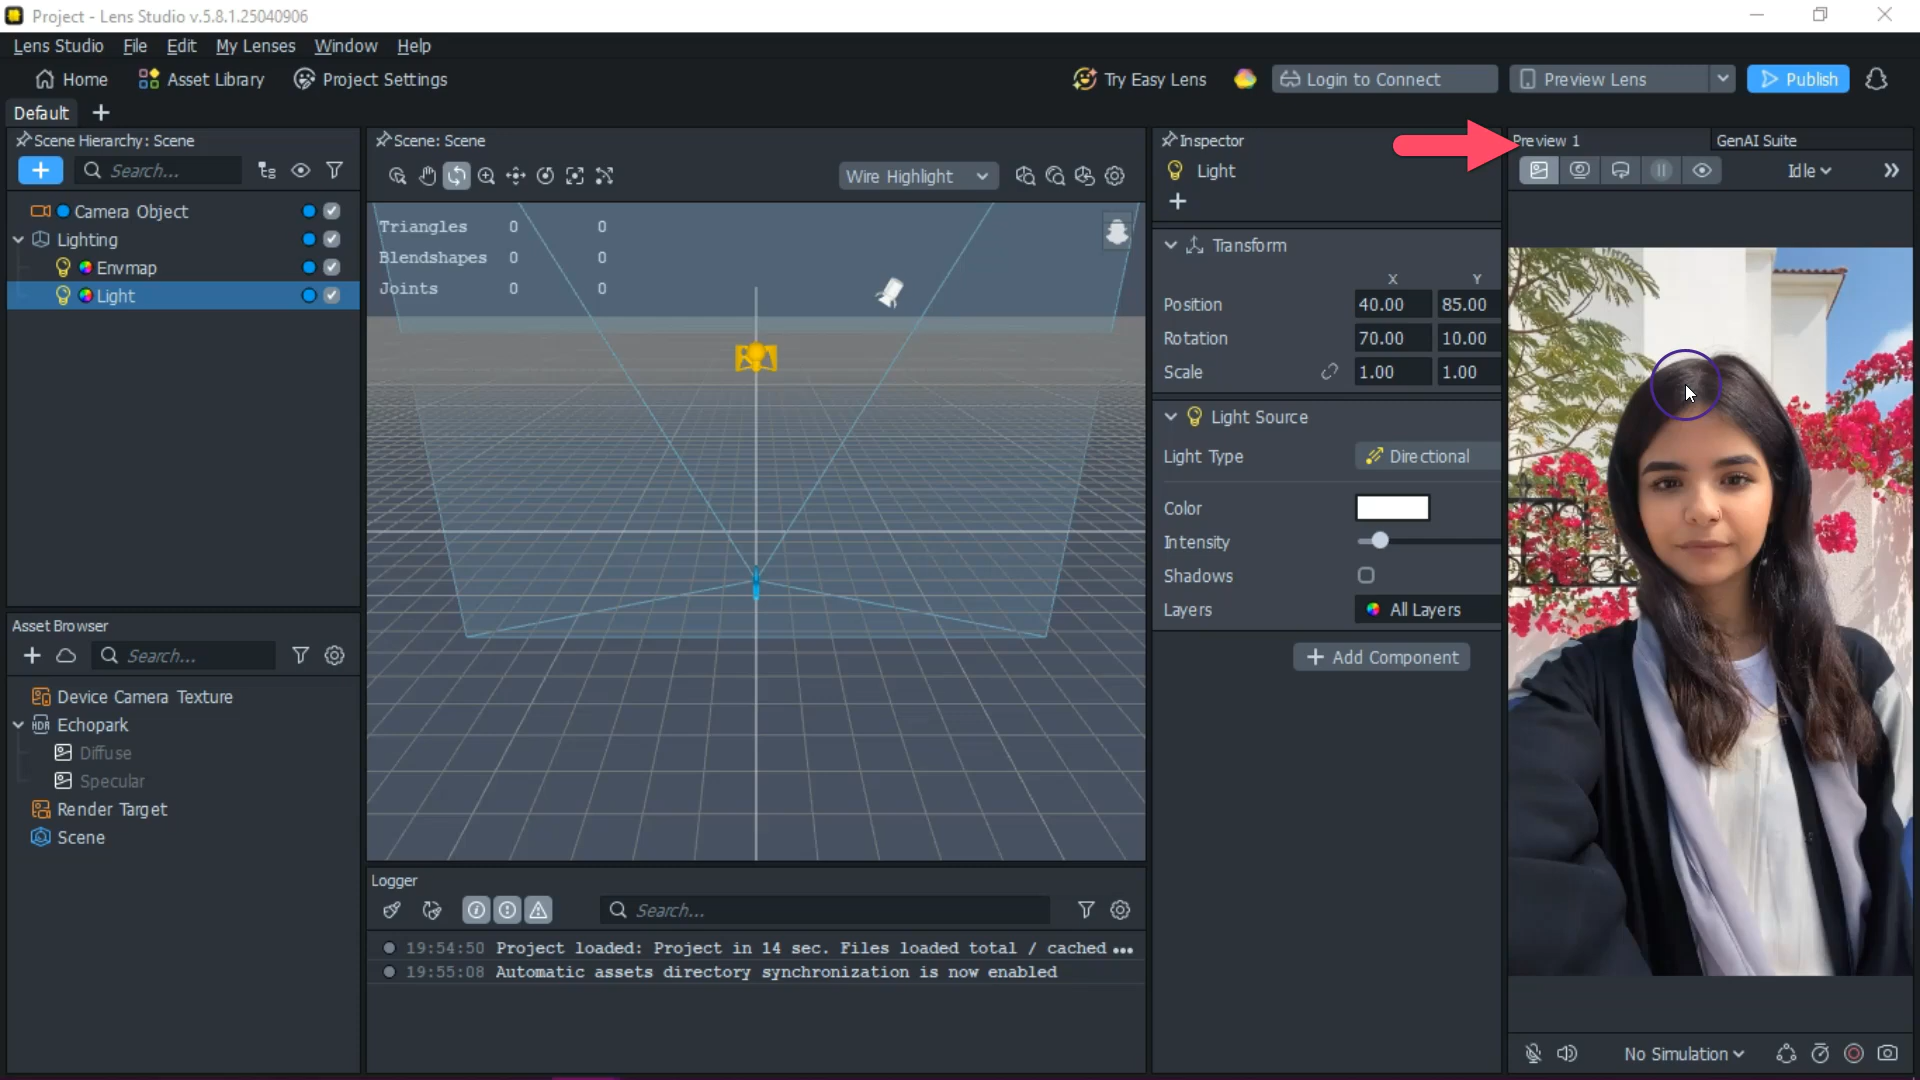 Project - Lens Studio v.5.8.1.25040906
Lens Studio File Edit My Lenses Window Help
Home Asset Library Project Settings Try Easy Lens Login to Connect Preview Lens Publish
Default
Scene Hierarchy: Scene
Search...
Camera Object
Lighting
Envmap
Light
Asset Browser
Search...
Device Camera Texture
HDR Echopark
Diffuse
Specular
Render Target
Scene
Scene: Scene
Wire Highlight
Triangles 0 0
Blendshapes 0 0
Joints 0 0
Logger
Search...
19:54:50 Project loaded: Project in 14 sec. Files loaded total / cached •••
19:55:08 Automatic assets directory synchronization is now enabled
Inspector
Light
Transform
X Y
Position 40.00 85.00
Rotation 70.00 10.00
Scale 1.00 1.00
Light Source
Light Type Directional
Color
Intensity
Shadows
Layers All Layers
Add Component
Preview 1 GenAI Suite
Idle
No Simulation